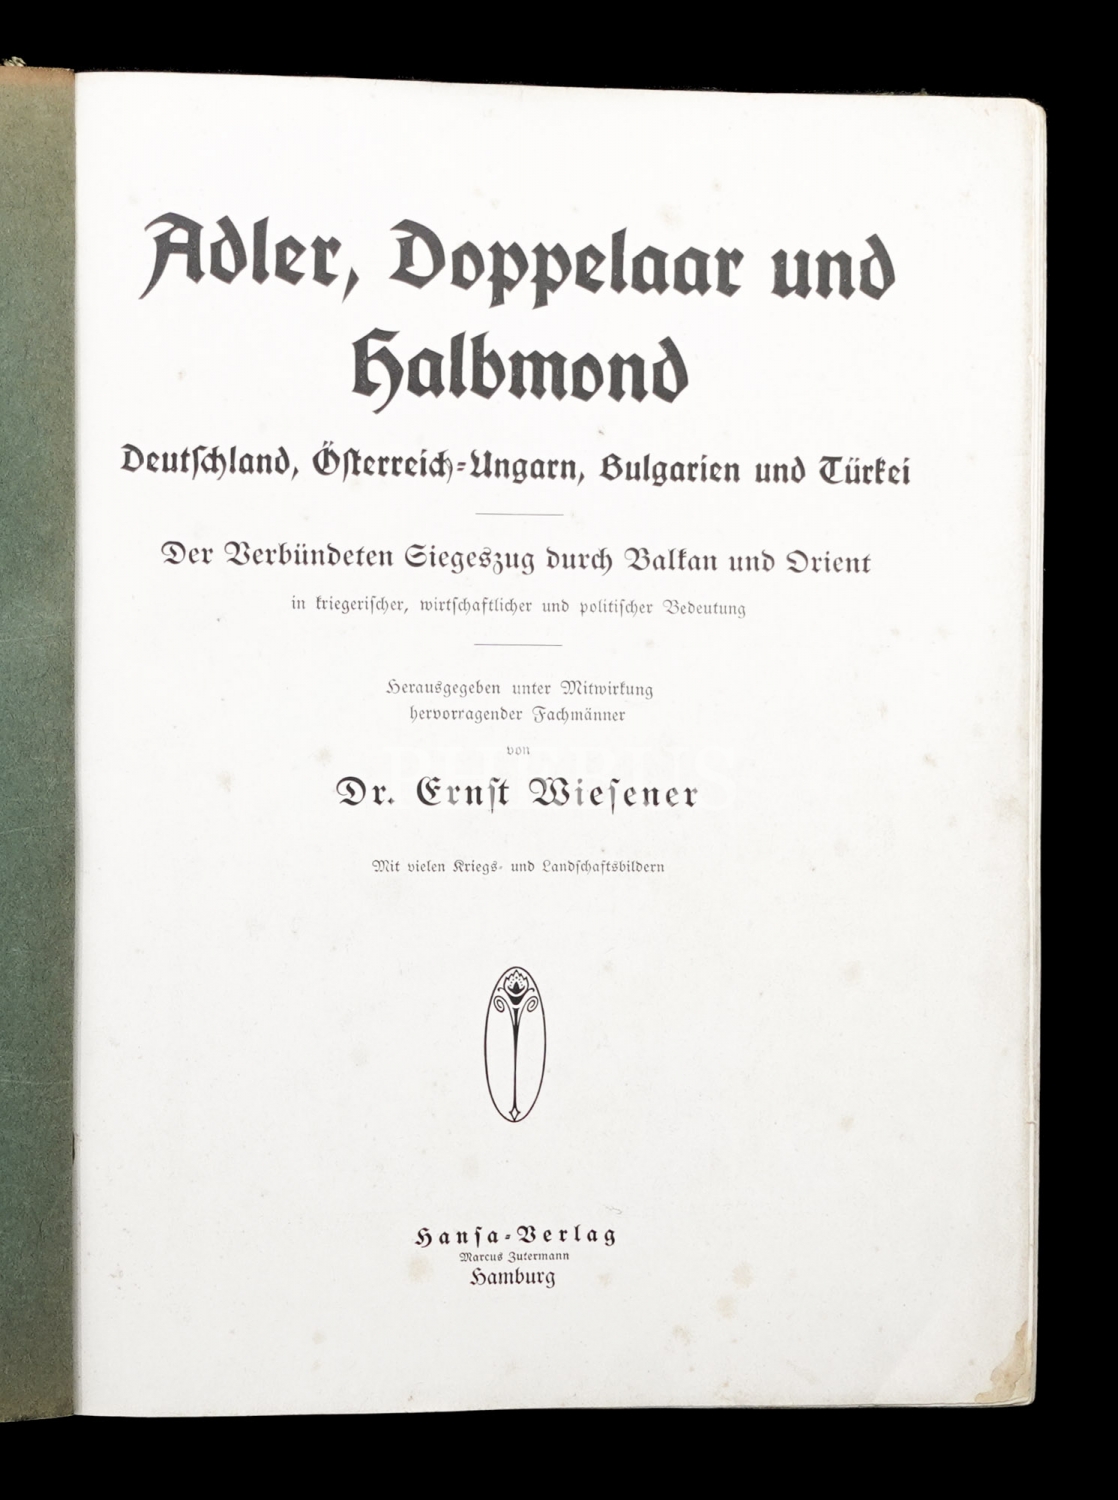 Adler, Doppelaar und
Halbmond
Deutſchland, Öſterreich-Ungarn, Bulgarien und Türkei
Der Verbündeten Siegeszug durch Balkan und Orient
in kriegeriſcher, wirtſchaftlicher und politiſcher Bedeutung
Herausgegeben unter Mitwirkung
hervorragender Fachmänner
von
Dr. Ernſt Wieſener
Mit vielen Kriegs- und Landſchaftsbildern
Hanſa-Verlag
Marcus Zutermann
Hamburg